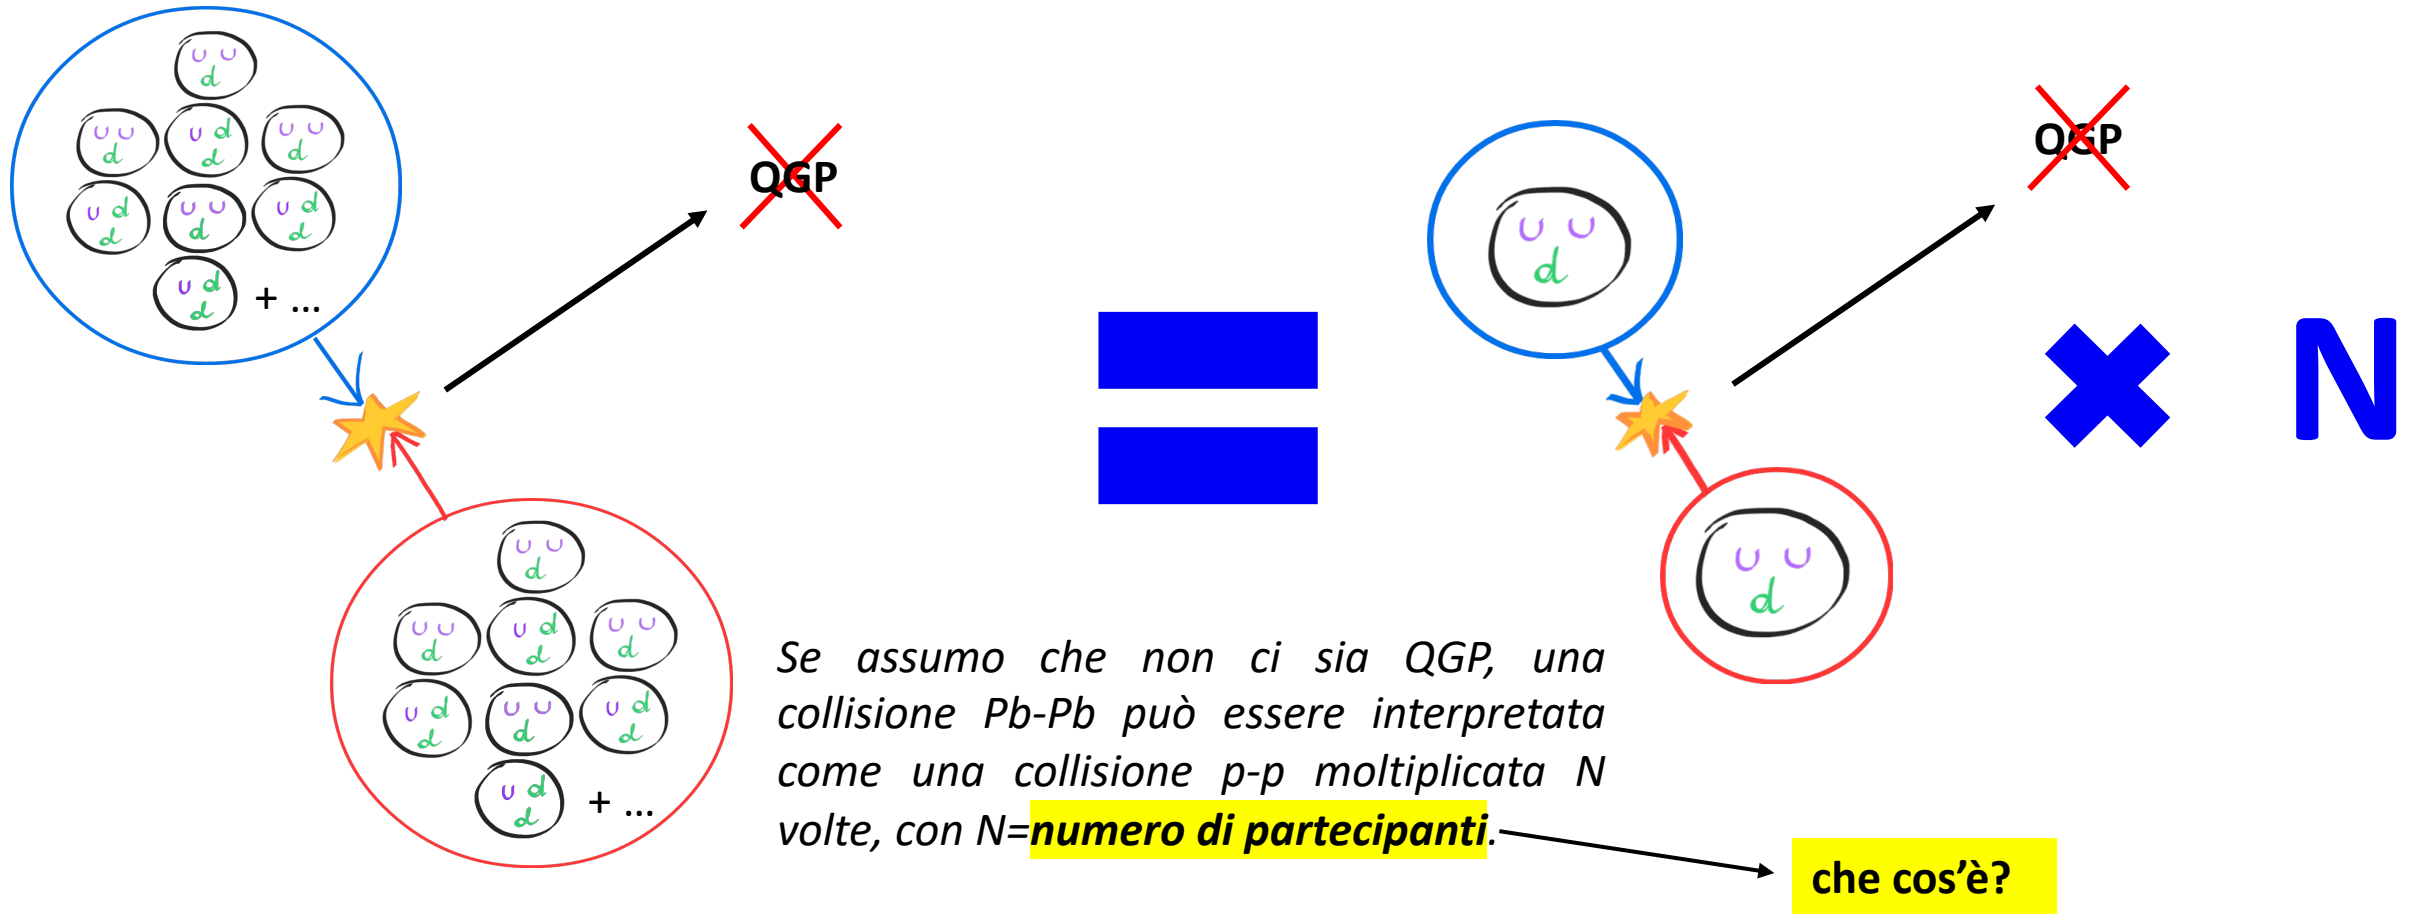 u u
d
u u
d
u d
d
u u
d
u d
d
u u
d
u d
d
u d
d
+ ...
QGP
u u
d
u u
d
u d
d
u u
d
u d
d
u u
d
u d
d
u d
d
+ ...
u u
d
QGP
N
u u
d
Se assumo che non ci sia QGP, una
collisione Pb-Pb può essere interpretata
come una collisione p-p moltiplicata N
volte, con N=numero di partecipanti.
che cos’è?